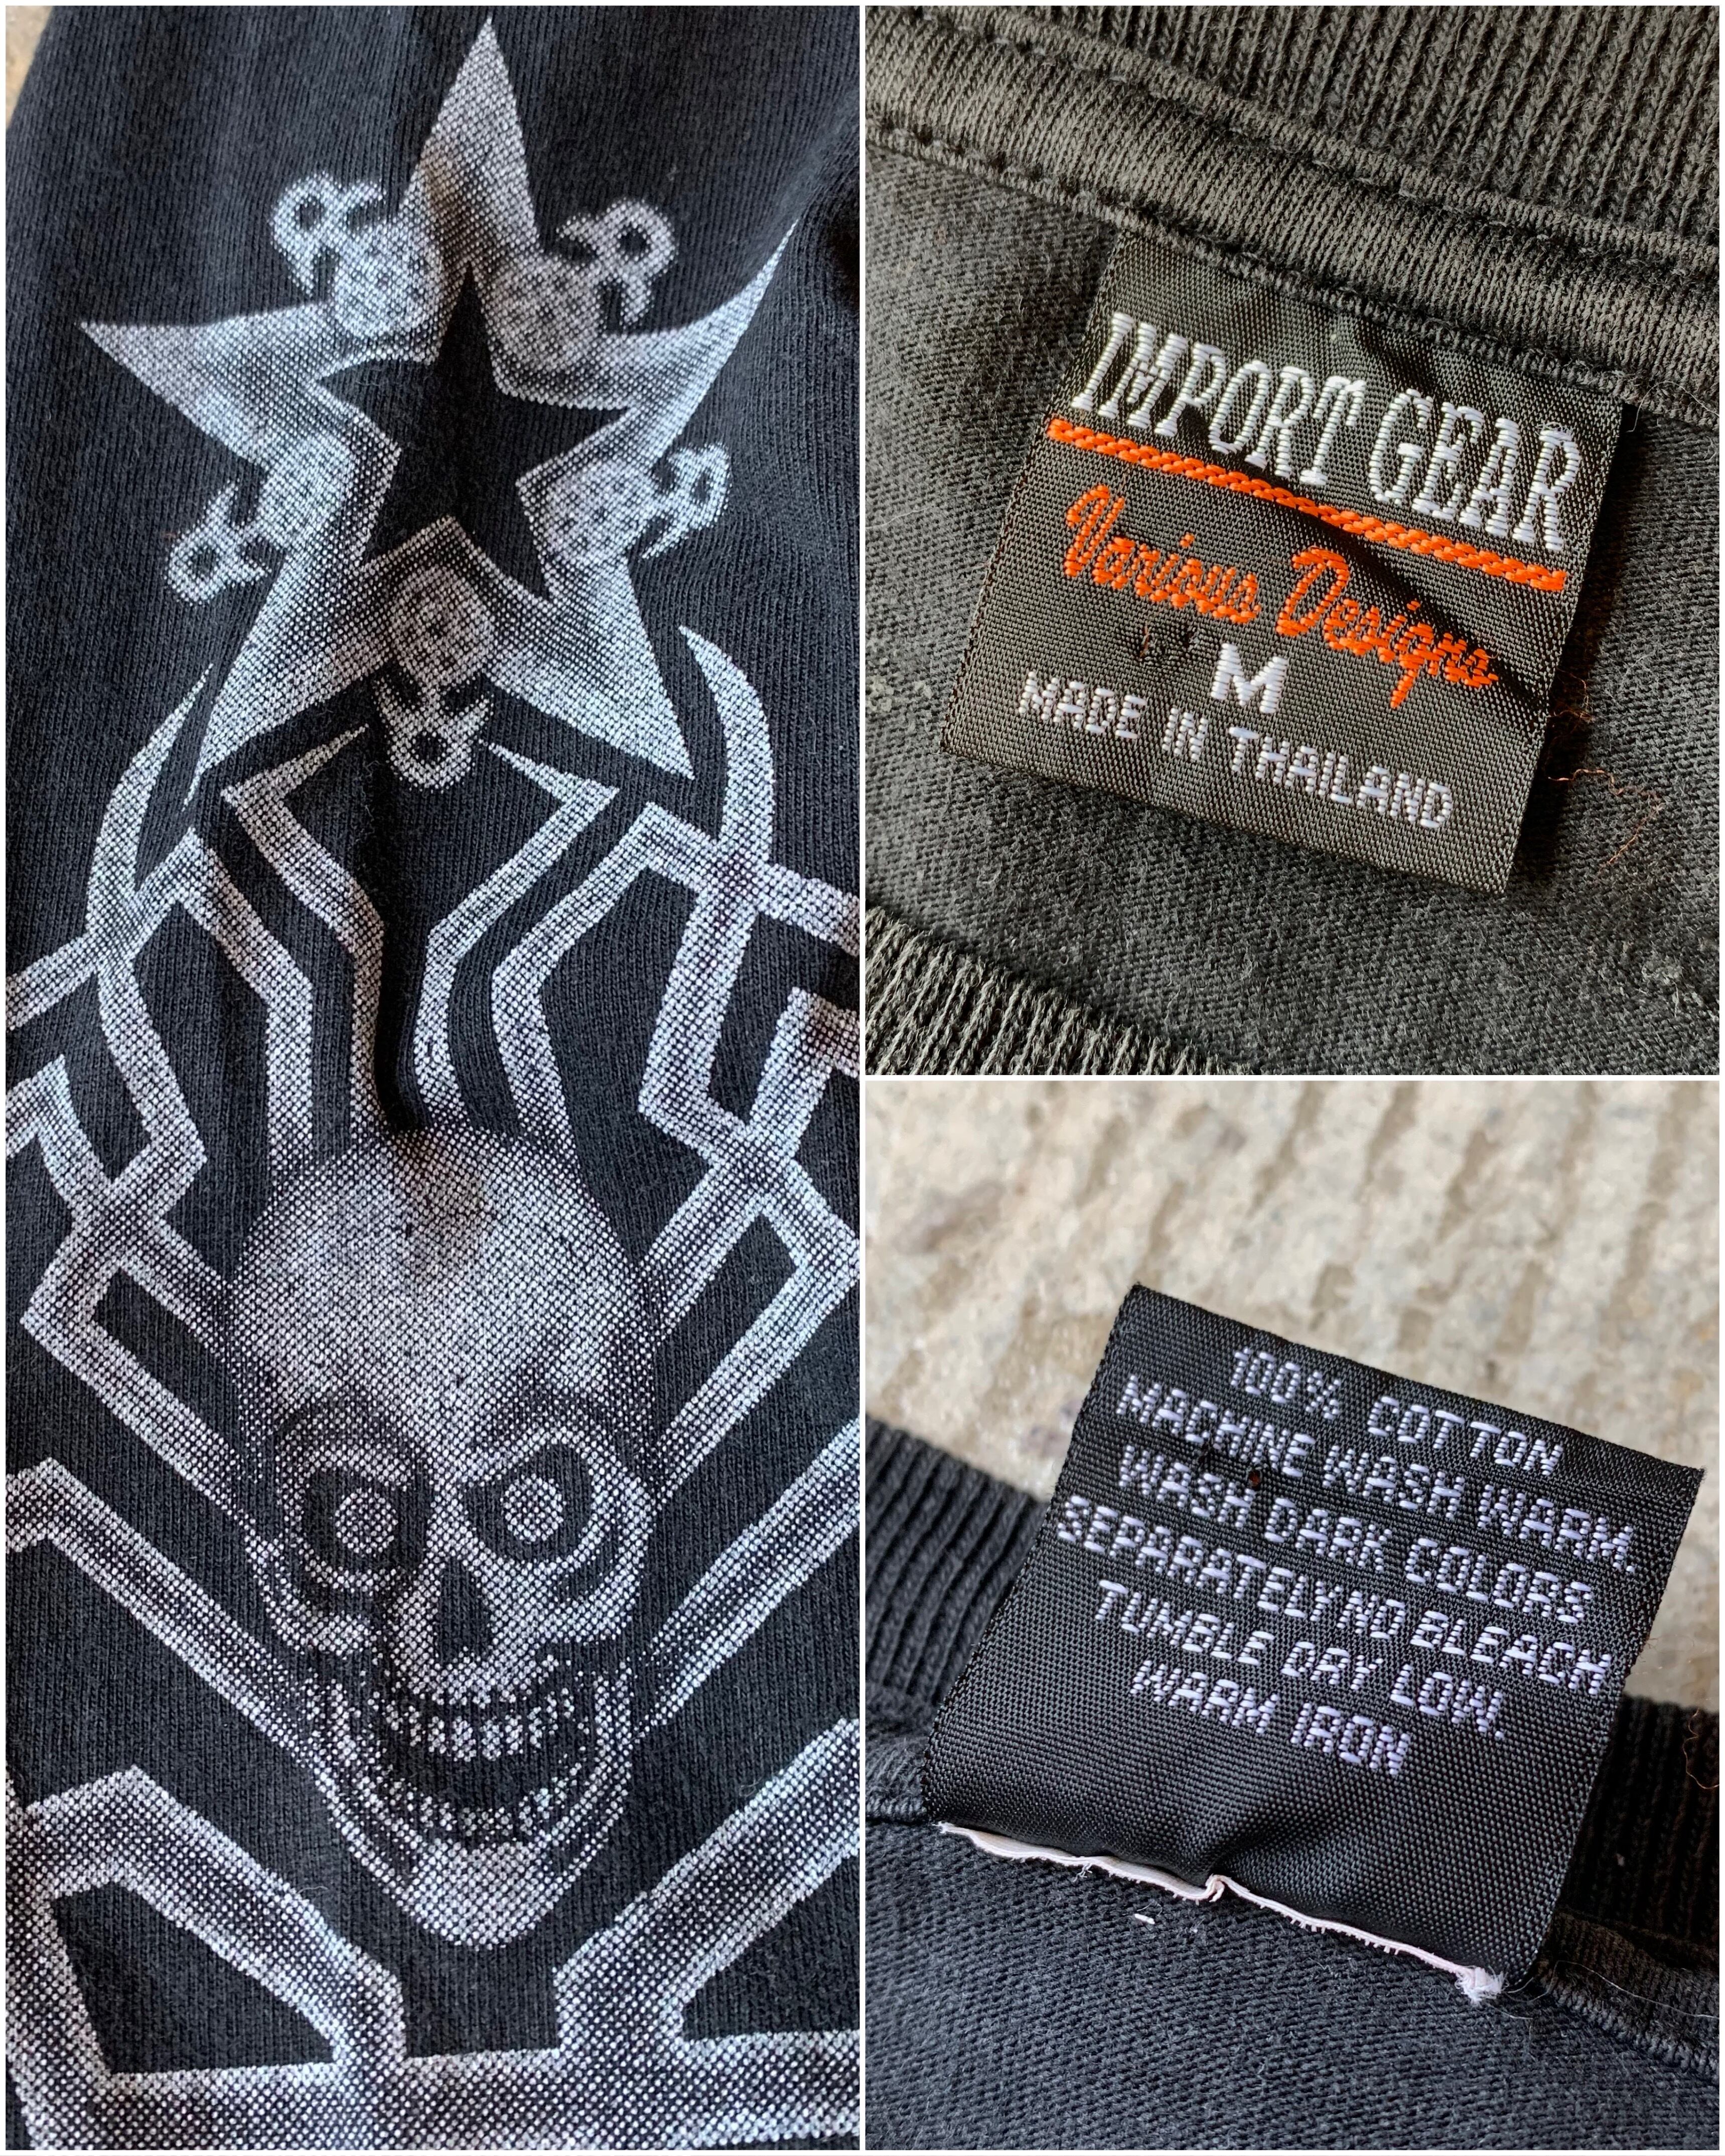 IMPORT GEAR
Various Designs
M
MADE IN THAILAND
100% COTTON
MACHINE WASH WARM.
WASH DARK COLORS
SEPARATELY NO BLEACH
TUMBLE DRY LOW.
WARM IRON